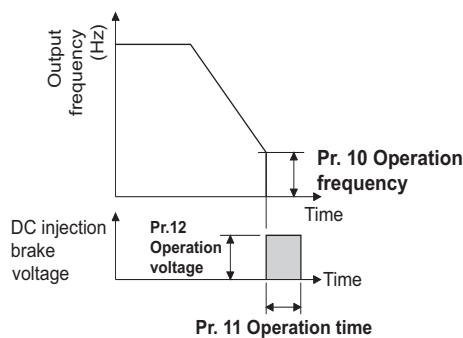 Output
frequency
(Hz)
Pr. 10 Operation
frequency
Time
DC injection
brake
voltage
Pr.12
Operation
voltage
Time
Pr. 11 Operation time